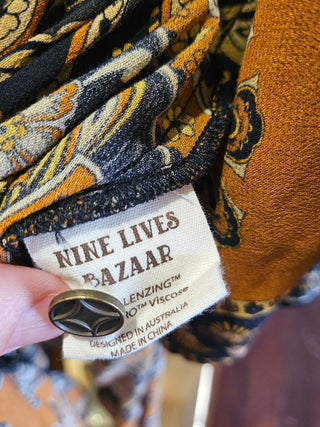 NINE LIVES
BAZAAR
LENZING™
Viscose
DESIGNED IN AUSTRALIA
MADE IN CHINA